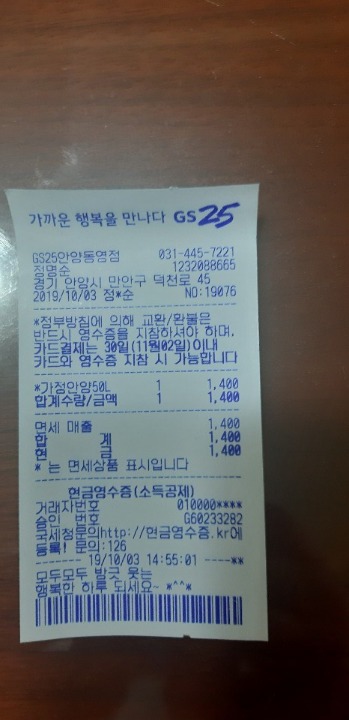 가까운 행복을 만나다 GS25
GS25안양동영점 031-445-7221
정명순 1232088665
경기 안양시 만안구 덕천로 45
2019/10/03 정*순 NO:19076
*정부방침에 의해 교환/환불은
반드시 영수증을 지참하셔야 하며,
카드결제는 30일(11월02일)이내
카드와 영수증 지참 시 가능합니다
*가정안양50L 1 1,400
합계수량/금액 1 1,400
면세 매출 1,400
합 계 1,400
현 금 1,400
* 는 면세상품 표시입니다
현금영수증(소득공제)
거래자번호 010000****
승인 번호 G60233282
국세청문의http://현금영수증.kr에
등록! 문의:126
19/10/03 14:55:01 ----**
모두모두 방긋 웃는
행복한 하루 되세요~ *^^*